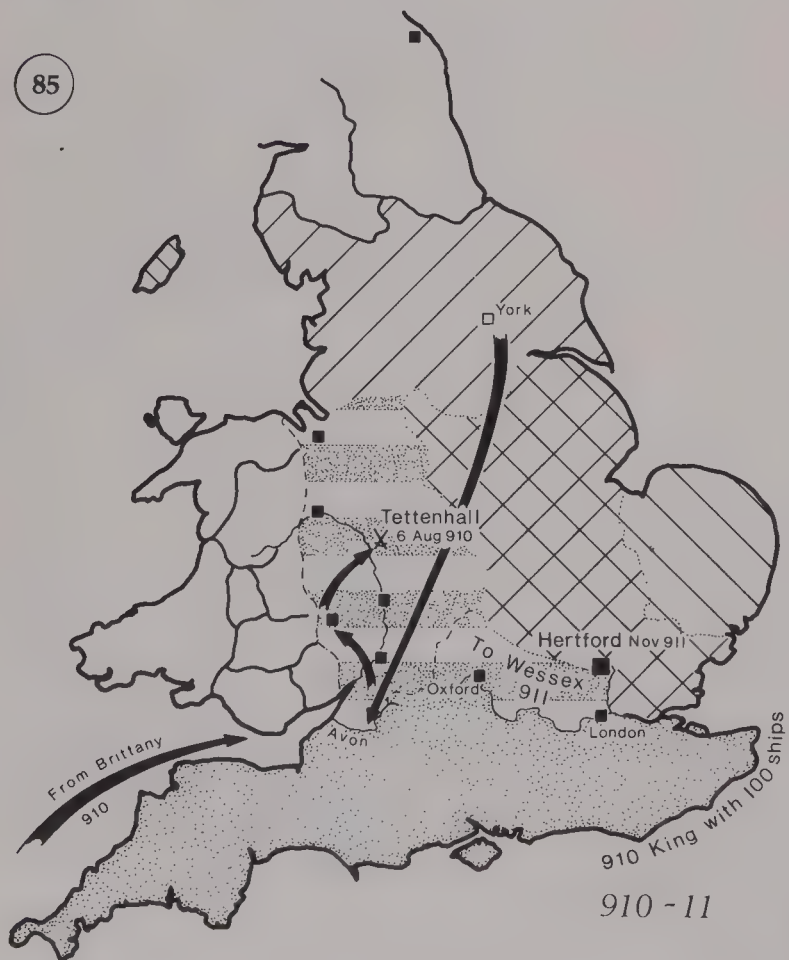 85
York
Tettenhall
6 Aug 910
Hertford Nov 911
To Wessex
911
Oxford
London
Avon
From Brittany
910
910 King with 100 ships
910-11